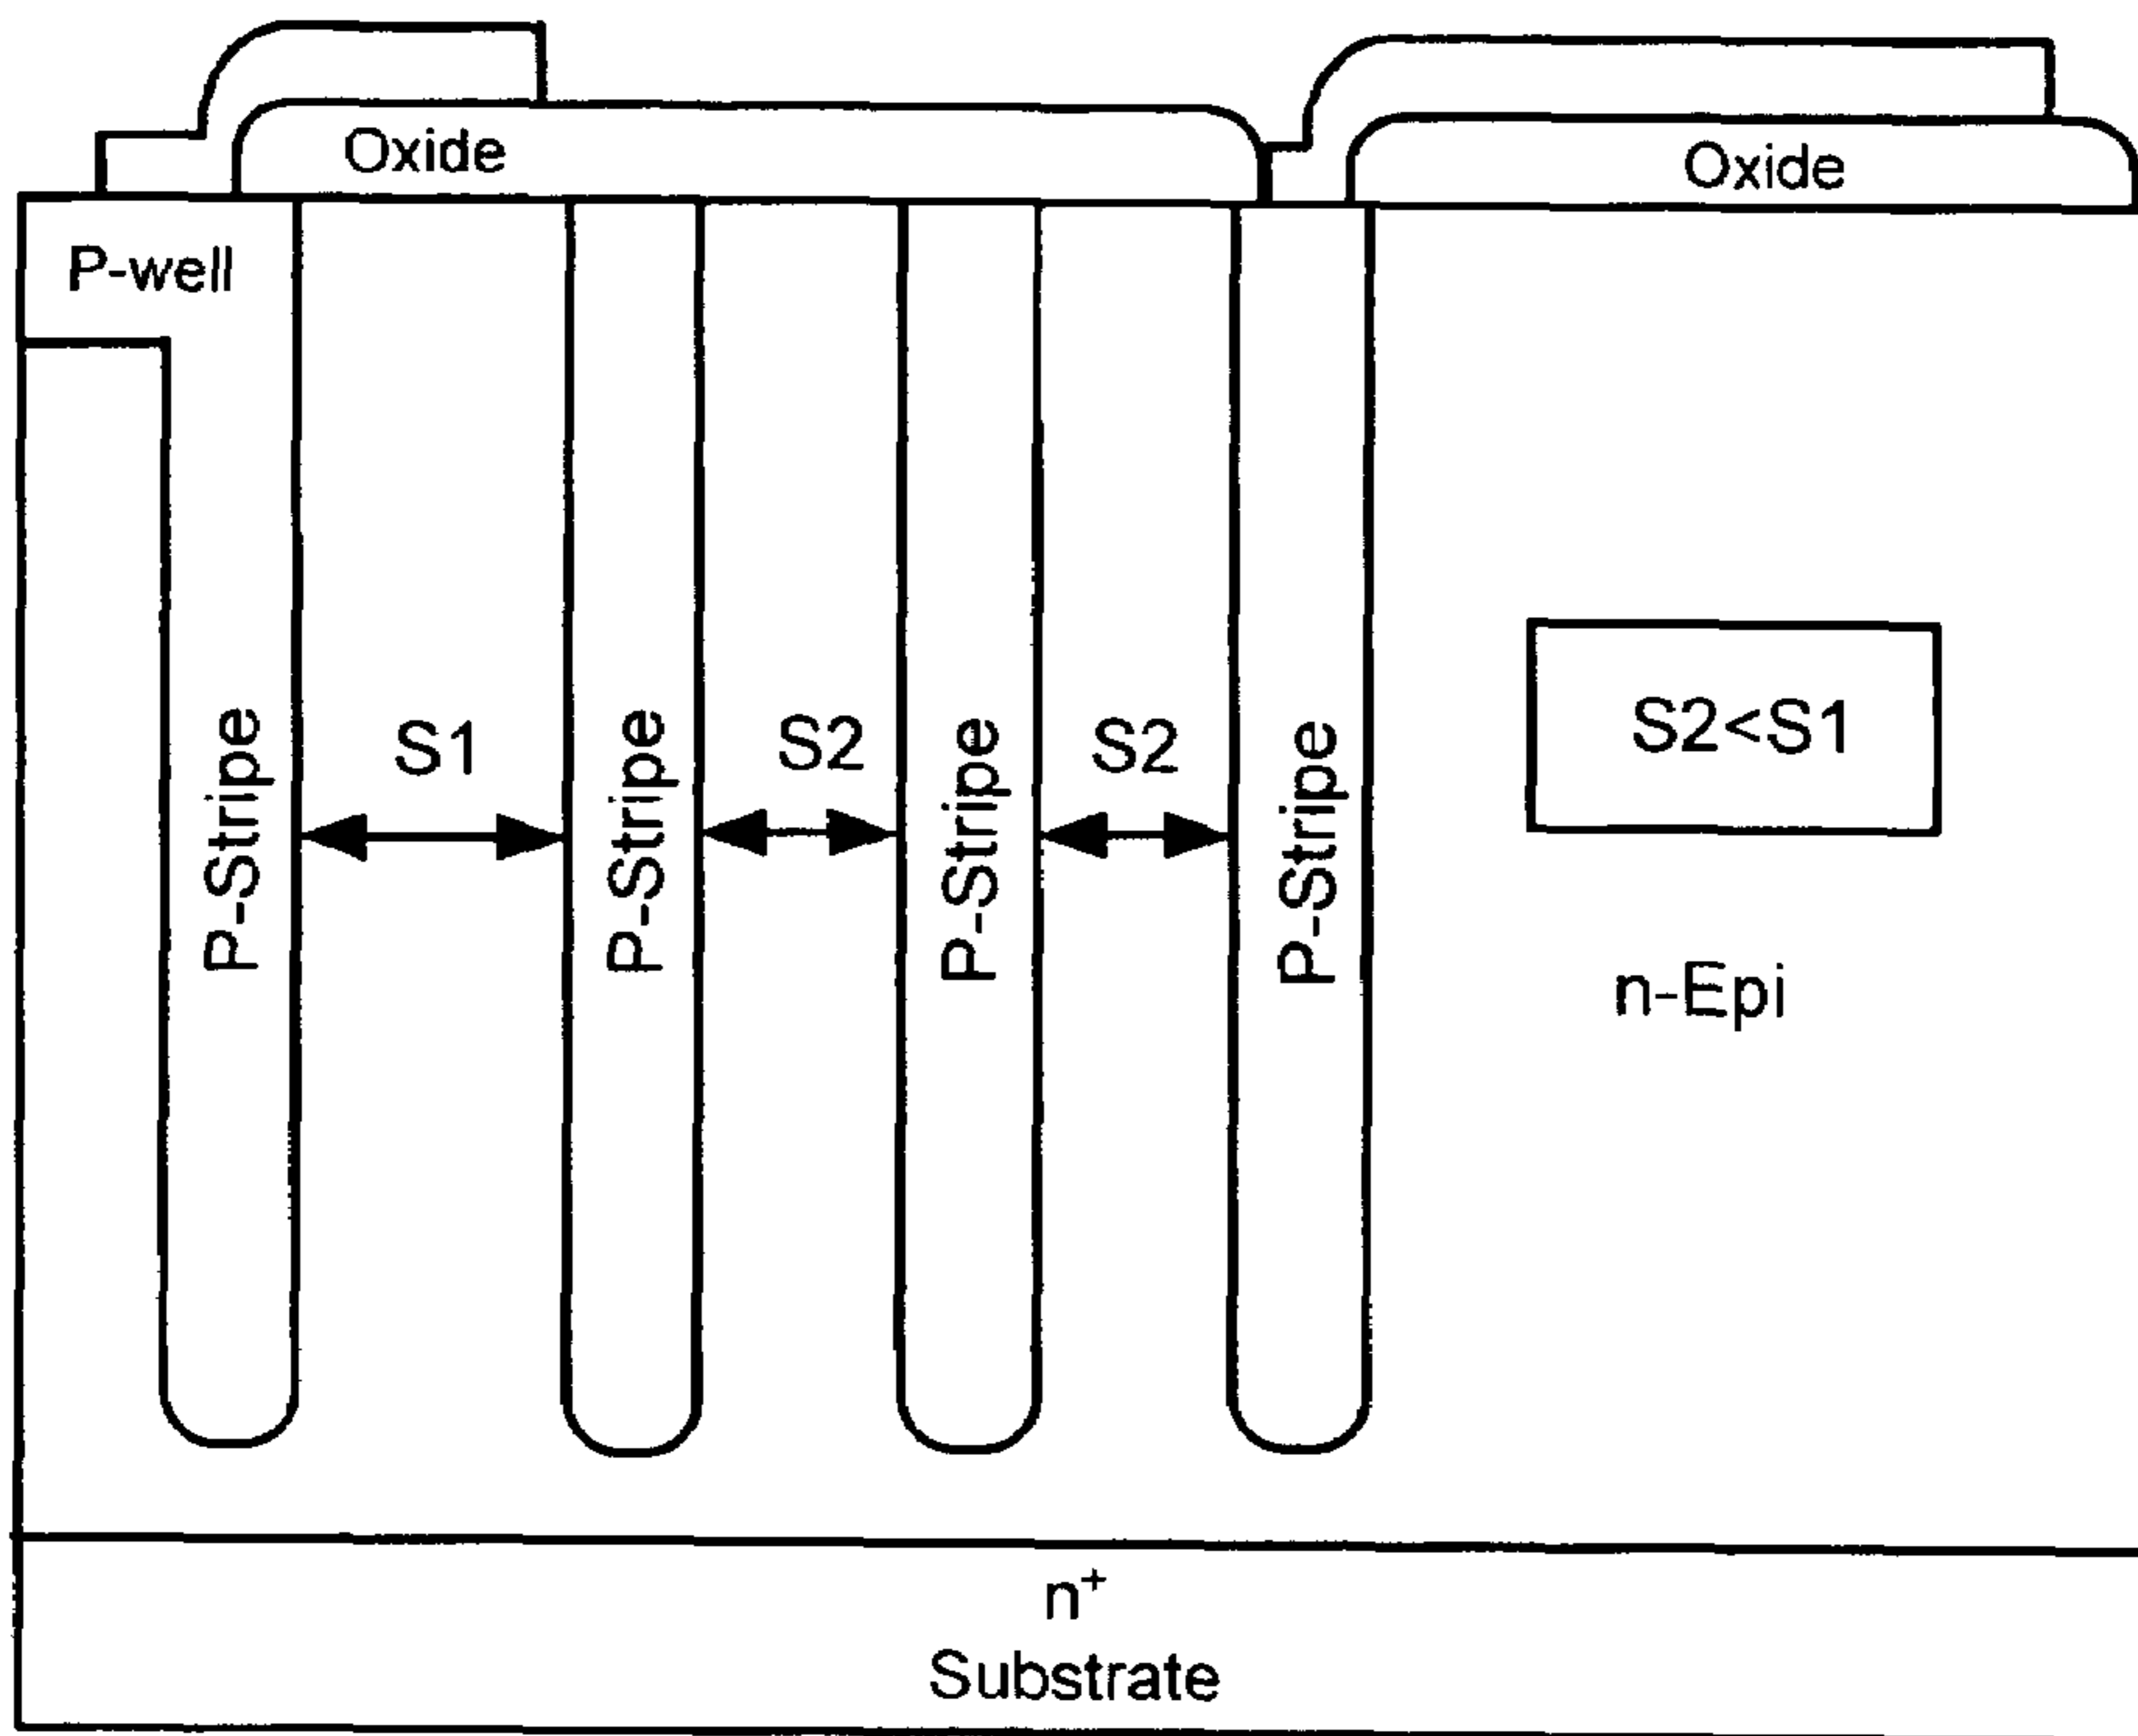 Oxide
Oxide
P-well
P-Stripe
S1
P-Stripe
S2
P-Stripe
S2
P-Stripe
S2<S1
n-Epi
n⁺
Substrate